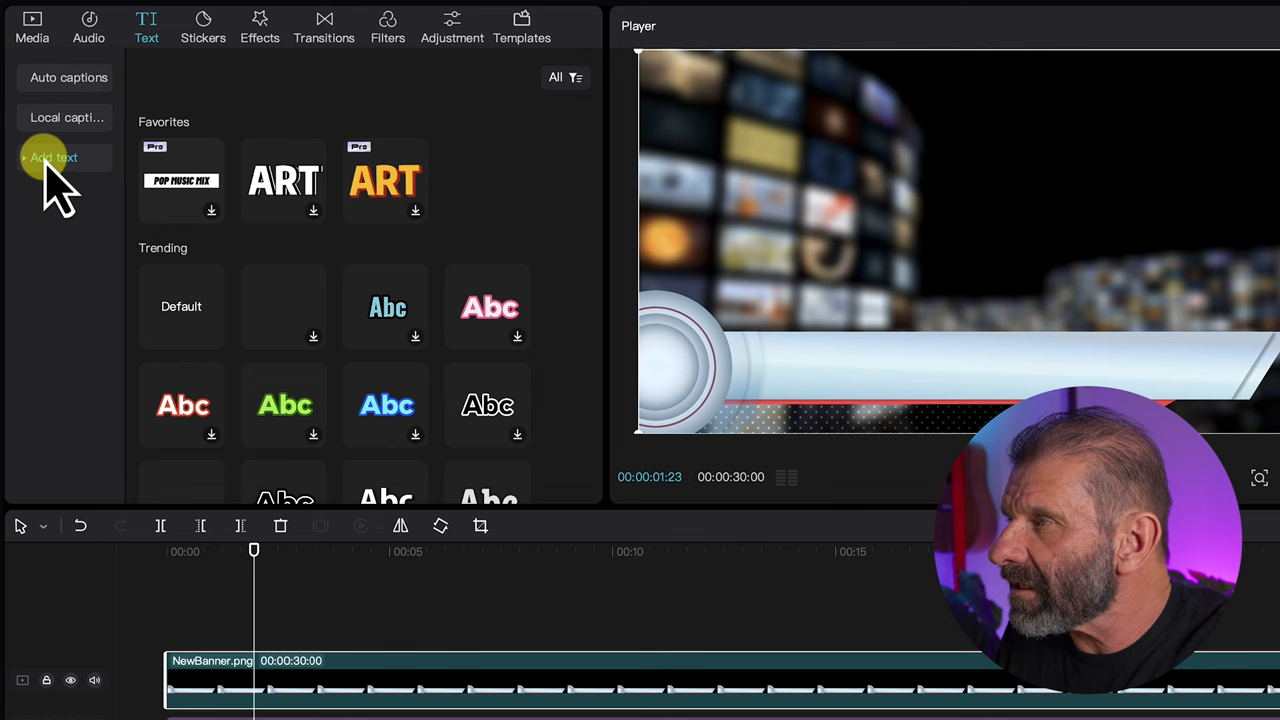 Media Audio TI Text Stickers Effects Transitions Filters Adjustment Templates
Player
Auto captions
All
Local capti...
Favorites
Add text
Pro
Pro
POP MUSIC MIX
ART
ART
Trending
Default
Abc
Abc
Abc
Abc
Abc
Abc
Abc
Abc
Abc
00:00:01:23 00:00:30:00
00:00 00:05 00:10 00:15
NewBanner.png 00:00:30:00